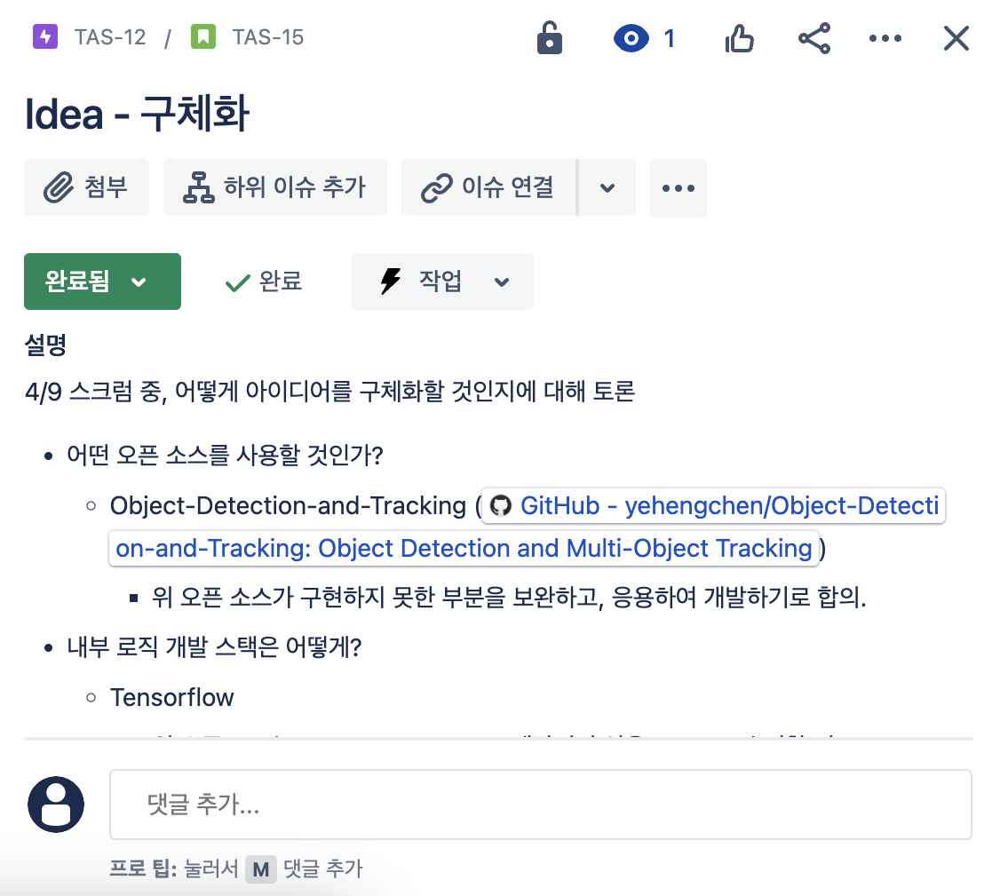 TAS-12 / TAS-15 1
Idea - 구체화
첨부 하위 이슈 추가 이슈 연결
완료됨 완료 작업
설명
4/9 스크럼 중, 어떻게 아이디어를 구체화할 것인지에 대해 토론
• 어떤 오픈 소스를 사용할 것인가?
◦ Object-Detection-and-Tracking ( GitHub - yehengchen/Object-Detecti
on-and-Tracking: Object Detection and Multi-Object Tracking )
▪ 위 오픈 소스가 구현하지 못한 부분을 보완하고, 응용하여 개발하기로 합의.
• 내부 로직 개발 스택은 어떻게?
◦ Tensorflow
댓글 추가...
프로 팁: 눌러서 M 댓글 추가